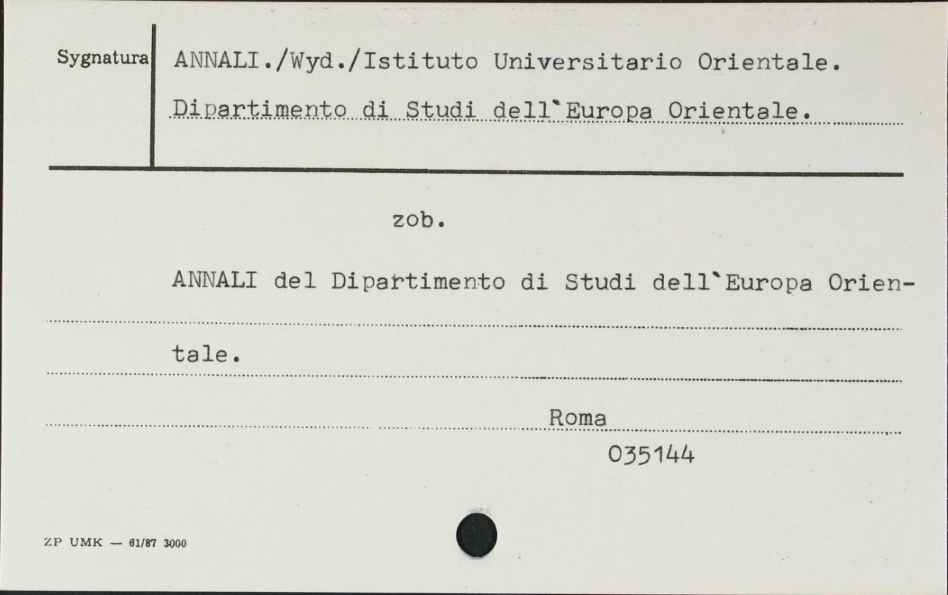 Sygnatura
ANNALI./Wyd./Istituto Universitario Orientale.
Dipartimento di Studi dell`Europa Orientale.
zob.
ANNALI del Dipartimento di Studi dell`Europa Orien-
tale.
Roma
035144
ZP UMK — 61/87 3000